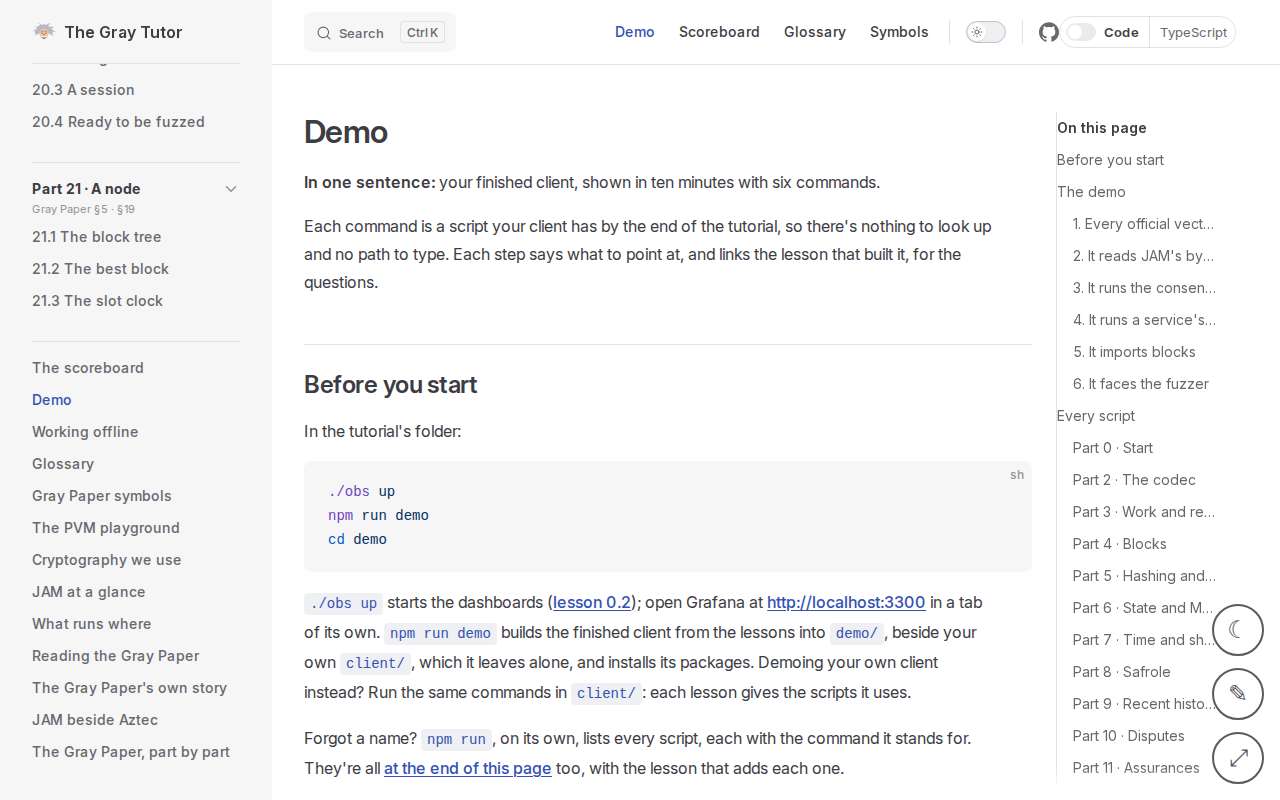 The Gray Tutor
20.3 A session
20.4 Ready to be fuzzed
Part 21 · A node
Gray Paper §5 · §19
21.1 The block tree
21.2 The best block
21.3 The slot clock
The scoreboard
Demo
Working offline
Glossary
Gray Paper symbols
The PVM playground
Cryptography we use
JAM at a glance
What runs where
Reading the Gray Paper
The Gray Paper's own story
JAM beside Aztec
The Gray Paper, part by part
Search Ctrl K
Demo Scoreboard Glossary Symbols
Code TypeScript
Demo
In one sentence: your finished client, shown in ten minutes with six commands.
Each command is a script your client has by the end of the tutorial, so there's nothing to look up
and no path to type. Each step says what to point at, and links the lesson that built it, for the
questions.
Before you start
In the tutorial's folder:
sh
./obs up
npm run demo
cd demo
./obs up starts the dashboards (lesson 0.2); open Grafana at http://localhost:3300 in a tab
of its own. npm run demo builds the finished client from the lessons into demo/, beside your
own client/, which it leaves alone, and installs its packages. Demoing your own client
instead? Run the same commands in client/: each lesson gives the scripts it uses.
Forgot a name? npm run, on its own, lists every script, each with the command it stands for.
They're all at the end of this page too, with the lesson that adds each one.
On this page
Before you start
The demo
1. Every official vect…
2. It reads JAM's by…
3. It runs the consen…
4. It runs a service's…
5. It imports blocks
6. It faces the fuzzer
Every script
Part 0 · Start
Part 2 · The codec
Part 3 · Work and re…
Part 4 · Blocks
Part 5 · Hashing and…
Part 6 · State and M…
Part 7 · Time and sh…
Part 8 · Safrole
Part 9 · Recent histo…
Part 10 · Disputes
Part 11 · Assurances